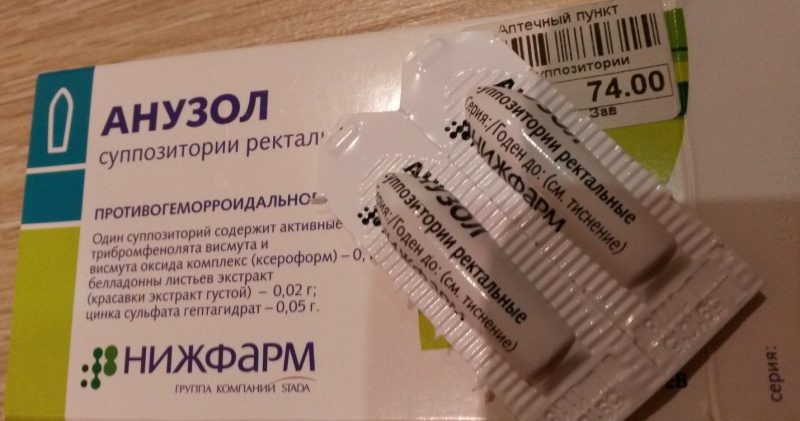 АНУЗОЛ
суппозитории ректаль
ПРОТИВОГЕМОРРОИДАЛЬНОЕ
Один суппозиторий содержит активные
трибромфенолята висмута и
висмута оксида комплекс (ксероформ) – 0,
белладонны листьев экстракт
(красавки экстракт густой) – 0,02 г;
цинка сульфата гептагидрат – 0,05 г.
НИЖФАРМ
ГРУППА КОМПАНИЙ STADA
Аптечный пункт
суппозитории
74.00
Зав
АНУЗОЛ
суппозитории ректальные
Серия:/Годен до: (см. тиснение)
НИЖФАРМ
АНУЗОЛ
суппозитории ректальные
Серия:/Годен до: (см. тиснение)
НИЖФАРМ
серия: